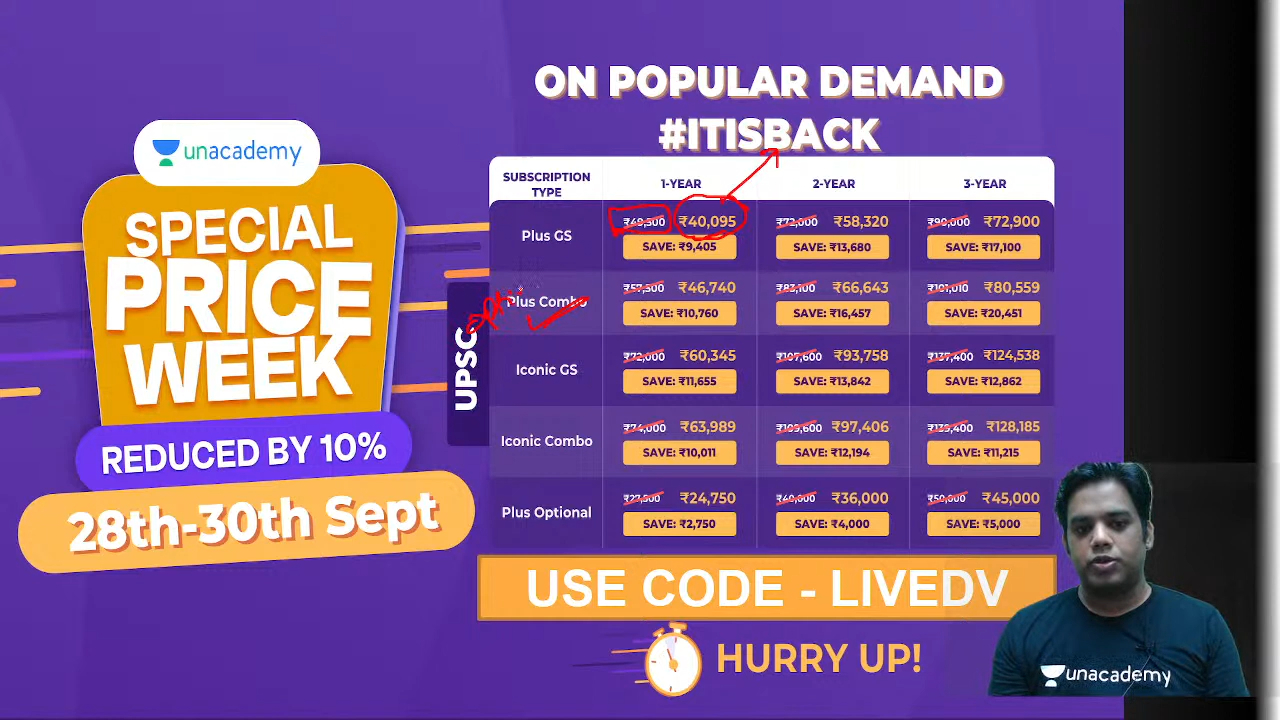 unacademy
SPECIAL
PRICE
WEEK
REDUCED BY 10%
28th-30th Sept
ON POPULAR DEMAND
#ITISBACK
SUBSCRIPTION TYPE 1-YEAR 2-YEAR 3-YEAR
UPSC
Plus GS ₹49,500 ₹40,095 ₹72,000 ₹58,320 ₹90,000 ₹72,900
SAVE: ₹9,405 SAVE: ₹13,680 SAVE: ₹17,100
Plus Combo ₹57,500 ₹46,740 ₹83,100 ₹66,643 ₹101,010 ₹80,559
SAVE: ₹10,760 SAVE: ₹16,457 SAVE: ₹20,451
Iconic GS ₹72,000 ₹60,345 ₹107,600 ₹93,758 ₹137,400 ₹124,538
SAVE: ₹11,655 SAVE: ₹13,842 SAVE: ₹12,862
Iconic Combo ₹74,000 ₹63,989 ₹109,600 ₹97,406 ₹139,400 ₹128,185
SAVE: ₹10,011 SAVE: ₹12,194 SAVE: ₹11,215
Plus Optional ₹27,500 ₹24,750 ₹40,000 ₹36,000 ₹50,000 ₹45,000
SAVE: ₹2,750 SAVE: ₹4,000 SAVE: ₹5,000
USE CODE - LIVEDV
HURRY UP!
unacademy